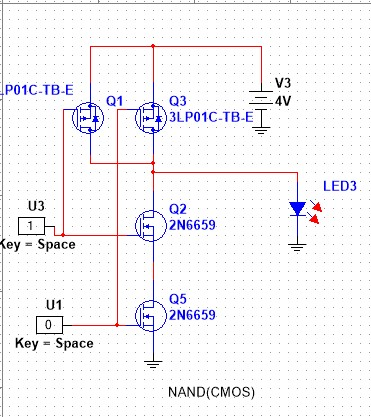 LP01C-TB-E
Q1
Q3
3LP01C-TB-E
V3
4V
LED3
U3
1
Key = Space
Q2
2N6659
U1
0
Key = Space
Q5
2N6659
NAND(CMOS)